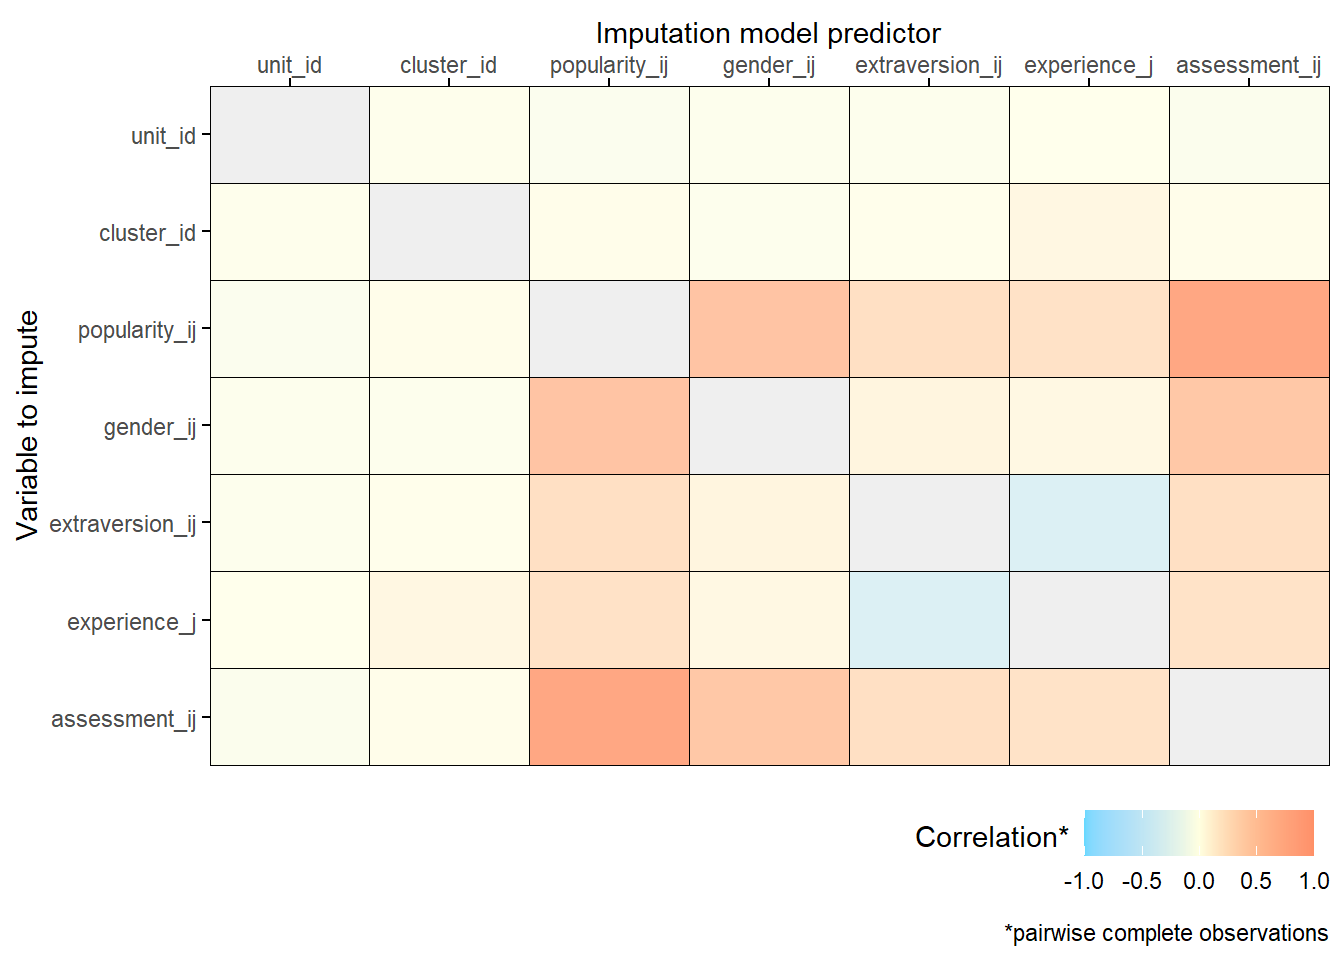 Imputation model predictor
unit_id cluster_id popularity_ij gender_ij extraversion_ij experience_j assessment_ij
Variable to impute
unit_id
cluster_id
popularity_ij
gender_ij
extraversion_ij
experience_j
assessment_ij
Correlation*
-1.0 -0.5 0.0 0.5 1.0
*pairwise complete observations